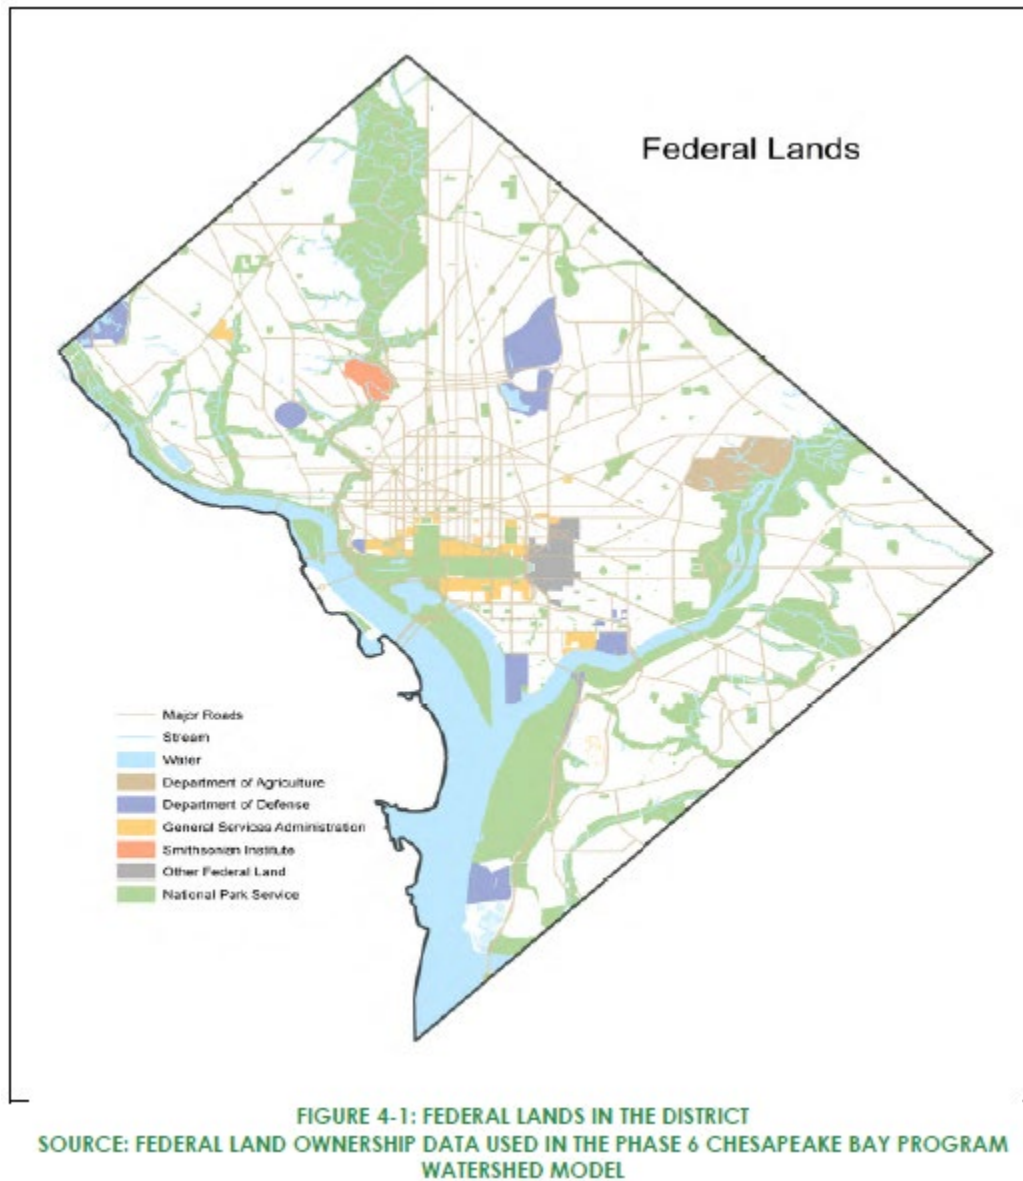 Federal Lands
Major Roads
Stream
Water
Department of Agriculture
Department of Defense
General Services Administration
Smithsonian Institute
Other Federal Land
National Park Service
FIGURE 4-1: FEDERAL LANDS IN THE DISTRICT
SOURCE: FEDERAL LAND OWNERSHIP DATA USED IN THE PHASE 6 CHESAPEAKE BAY PROGRAM
WATERSHED MODEL